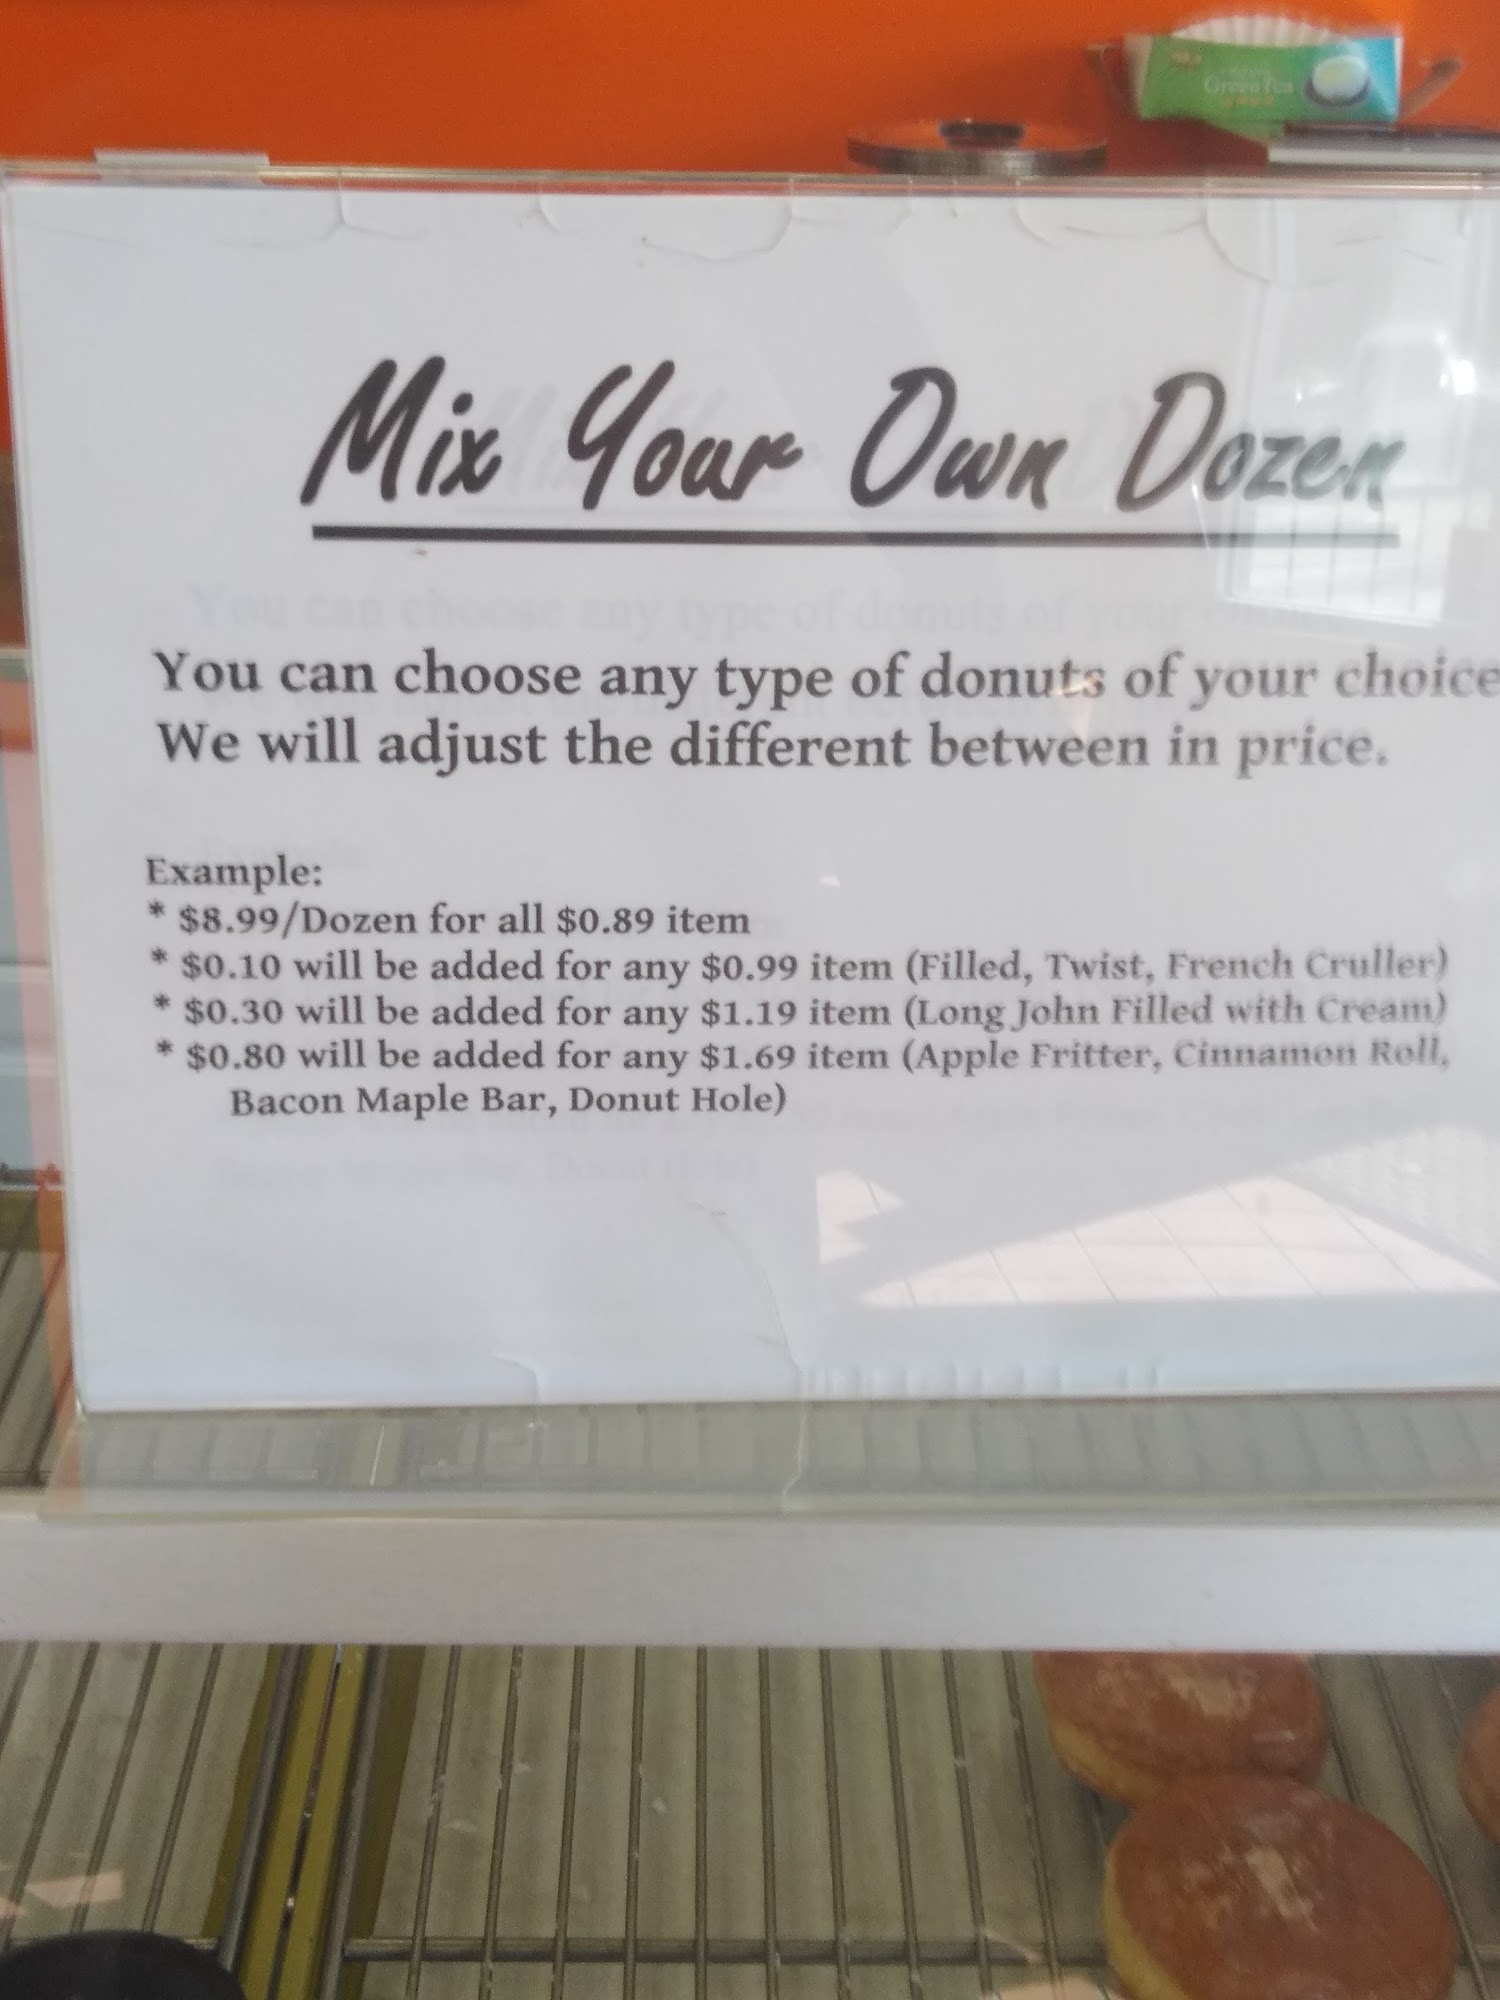 Green Tea
Mix Your Own Dozen
You can choose any type of donuts of your choice
We will adjust the different between in price.
Example:
* $8.99/Dozen for all $0.89 item
* $0.10 will be added for any $0.99 item (Filled, Twist, French Cruller)
* $0.30 will be added for any $1.19 item (Long John Filled with Cream)
* $0.80 will be added for any $1.69 item (Apple Fritter, Cinnamon Roll,
Bacon Maple Bar, Donut Hole)